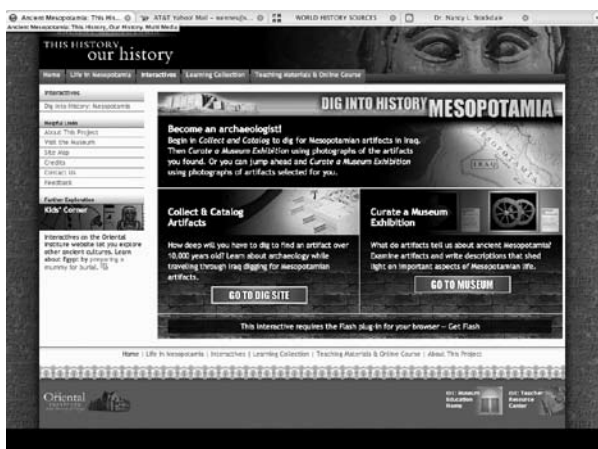 Ancient Mesopotamia: This His...
AT&T Yahoo! Mail –
WORLD HISTORY SOURCES
Dr. Nancy L. Stockdale
Ancient Mesopotamia: This History, Our History. Multi Media
THIS HISTORY
our history
Home
Life in Mesopotamia
Interactives
Learning Collection
Teaching Materials & Online Course
Interactives
Dig Into History: Mesopotamia
Helpful Links
About This Project
Visit the Museum
Site Map
Credits
Contact Us
Feedback
Further Exploration
Kids' Corner
Interactives on the Oriental
Institute website let you explore
other ancient cultures. Learn
about Egypt by preparing a
mummy for burial.
DIG INTO HISTORY MESOPOTAMIA
Become an archaeologist!
Begin in Collect and Catalog to dig for Mesopotamian artifacts in Iraq.
Then Curate a Museum Exhibition using photographs of the artifacts
you found. Or you can jump ahead and Curate a Museum Exhibition
using photographs of artifacts selected for you.
MESOPOTAMIA
IRAQ
Collect & Catalog
Artifacts
How deep will you have to dig to find an artifact over
10,000 years old? Learn about archaeology while
traveling through Iraq digging for Mesopotamian
artifacts.
GO TO DIG SITE
Curate a Museum
Exhibition
What do artifacts tell us about ancient Mesopotamia?
Examine artifacts and write descriptions that shed
light on important aspects of Mesopotamian life.
GO TO MUSEUM
This interactive requires the Flash plug-in for your browser — Get Flash
Home | Life in Mesopotamia | Interactives | Learning Collection | Teaching Materials & Online Course | About This Project
Oriental
INSTITUTE
OI: Museum
Education
Home
OI: Teacher
Resource
Center